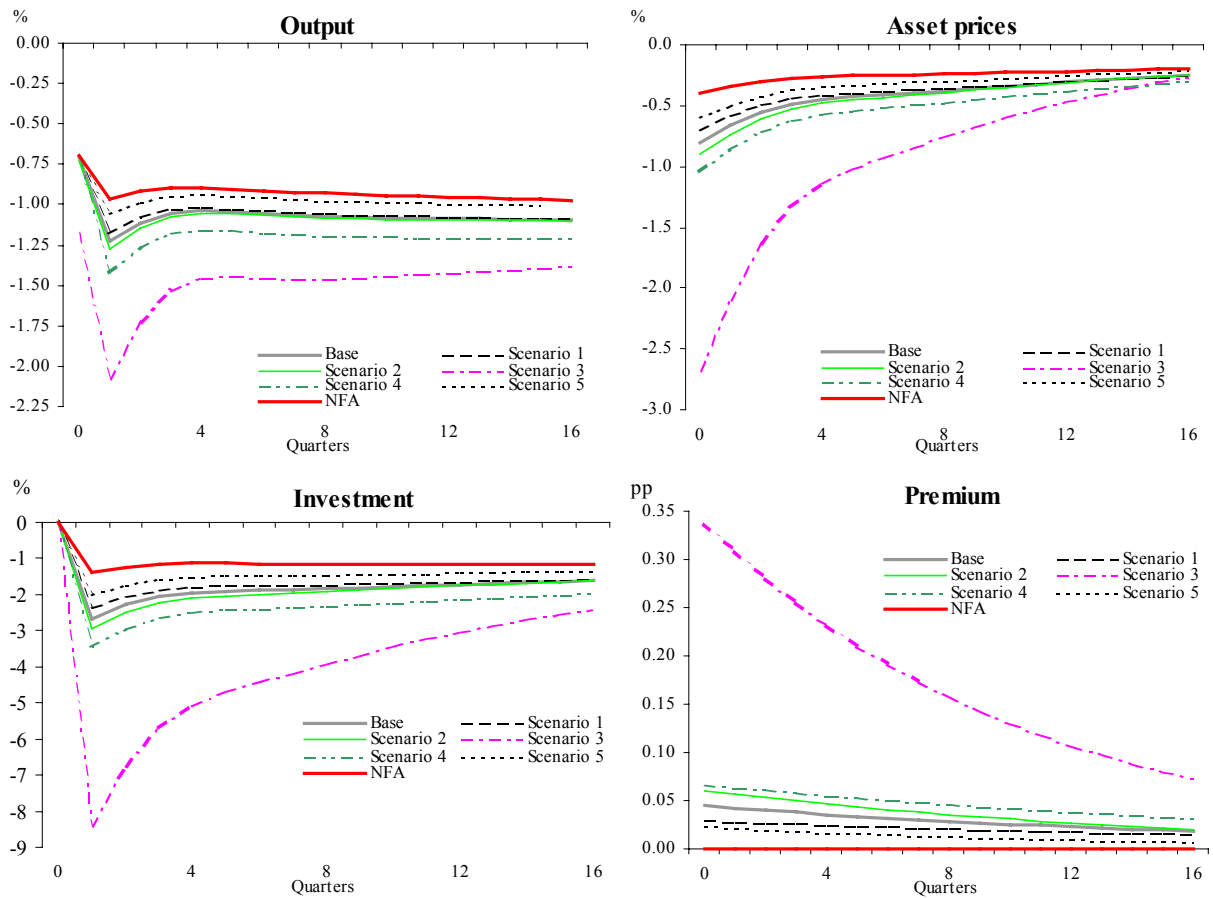 %
Output
0.00
-0.25
-0.50
-0.75
-1.00
-1.25
-1.50
-1.75
-2.00
-2.25
Base
Scenario 1
Scenario 2
Scenario 3
Scenario 4
Scenario 5
NFA
0 4 8 12 16
Quarters
%
Asset prices
0.0
-0.5
-1.0
-1.5
-2.0
-2.5
-3.0
Base
Scenario 1
Scenario 2
Scenario 3
Scenario 4
Scenario 5
NFA
0 4 8 12 16
Quarters
%
Investment
0
-1
-2
-3
-4
-5
-6
-7
-8
-9
Base
Scenario 1
Scenario 2
Scenario 3
Scenario 4
Scenario 5
NFA
0 4 8 12 16
Quarters
pp
Premium
0.35
0.30
0.25
0.20
0.15
0.10
0.05
0.00
Base
Scenario 1
Scenario 2
Scenario 3
Scenario 4
Scenario 5
NFA
0 4 8 12 16
Quarters